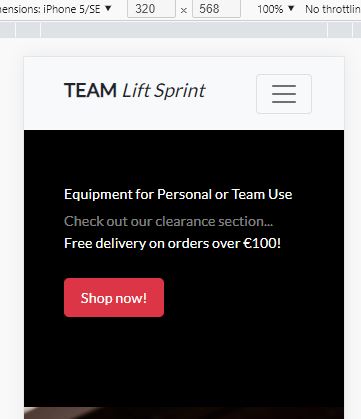 ensions: iPhone 5/SE ▼ 320 × 568 100% ▼ No throttlin
TEAM Lift Sprint
Equipment for Personal or Team Use
Check out our clearance section...
Free delivery on orders over €100!
Shop now!